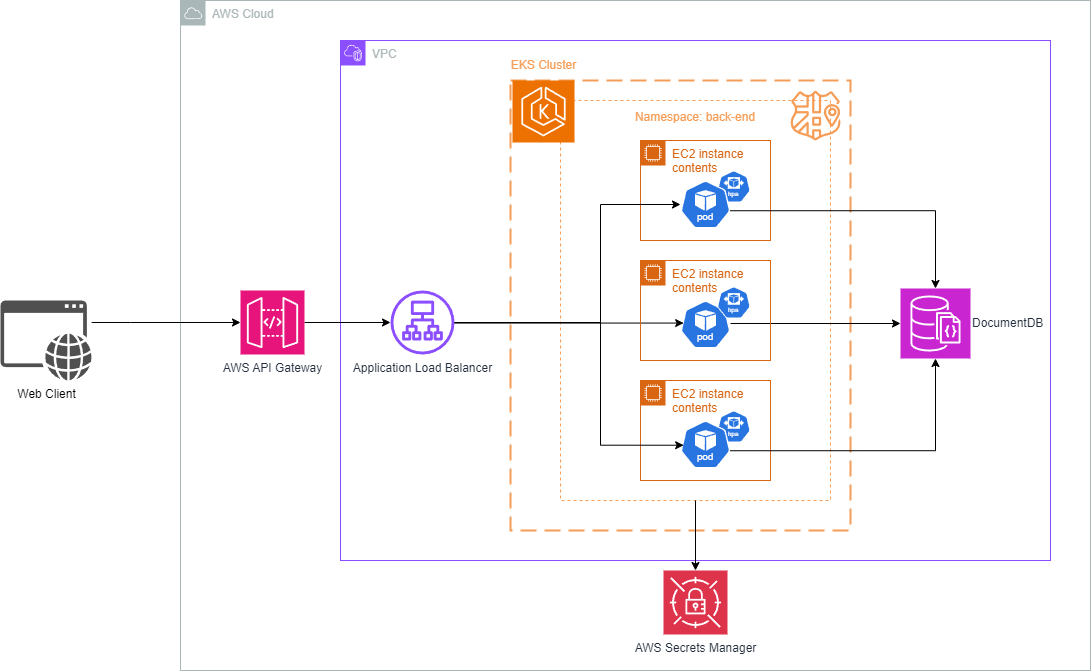 AWS Cloud
VPC
EKS Cluster
K
Namespace: back-end
EC2 instance
contents
hpa
pod
EC2 instance
contents
hpa
pod
EC2 instance
contents
hpa
pod
</>
Web Client
AWS API Gateway
Application Load Balancer
{}
DocumentDB
AWS Secrets Manager